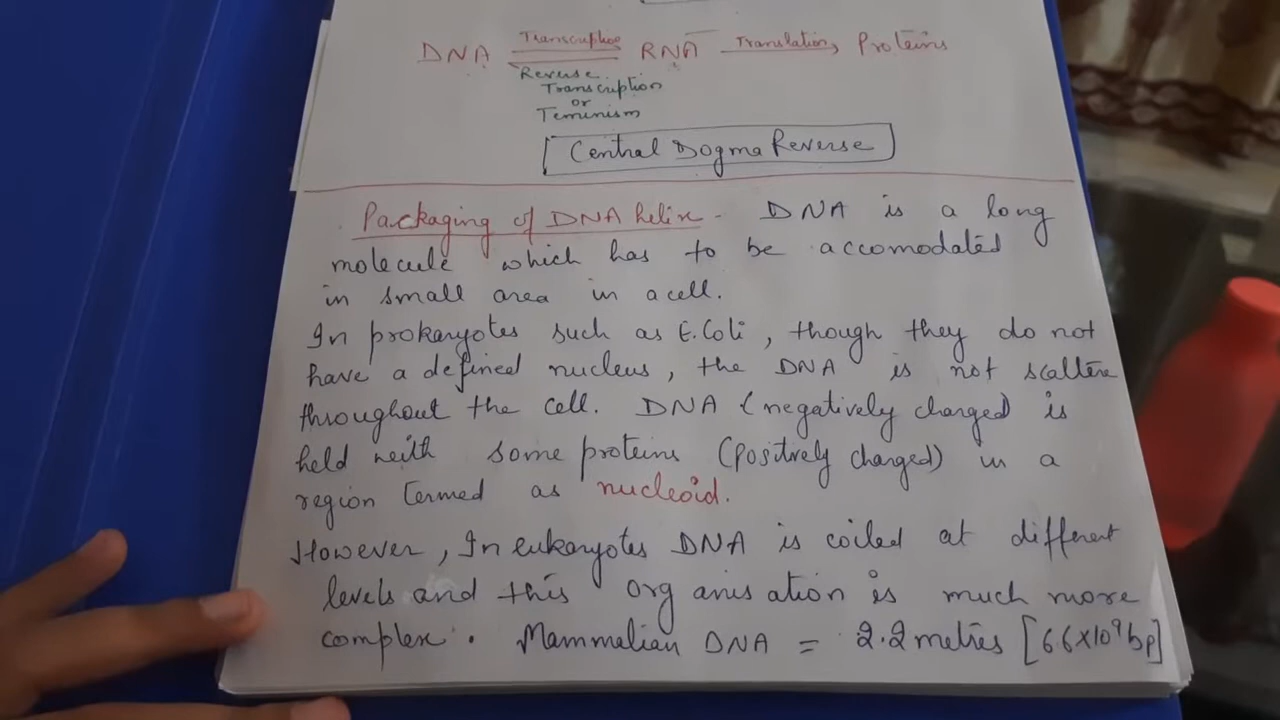 DNA Transcription RNA Translation Proteins
Reverse
Transcription
or
Teminism
Central Dogma Reverse
Packaging of DNA helix - DNA is a long
molecule which has to be accomodated
in small area in a cell.
In prokaryotes such as E.Coli, though they do not
have a defined nucleus, the DNA is not scattere
throughout the cell. DNA (negatively charged) is
held with some proteins (positively charged) in a
region termed as nucleoid.
However, In eukaryotes DNA is coiled at different
levels and this organisation is much more
complex. Mammelian DNA = 2.2 metres [6.6x10⁹bp]